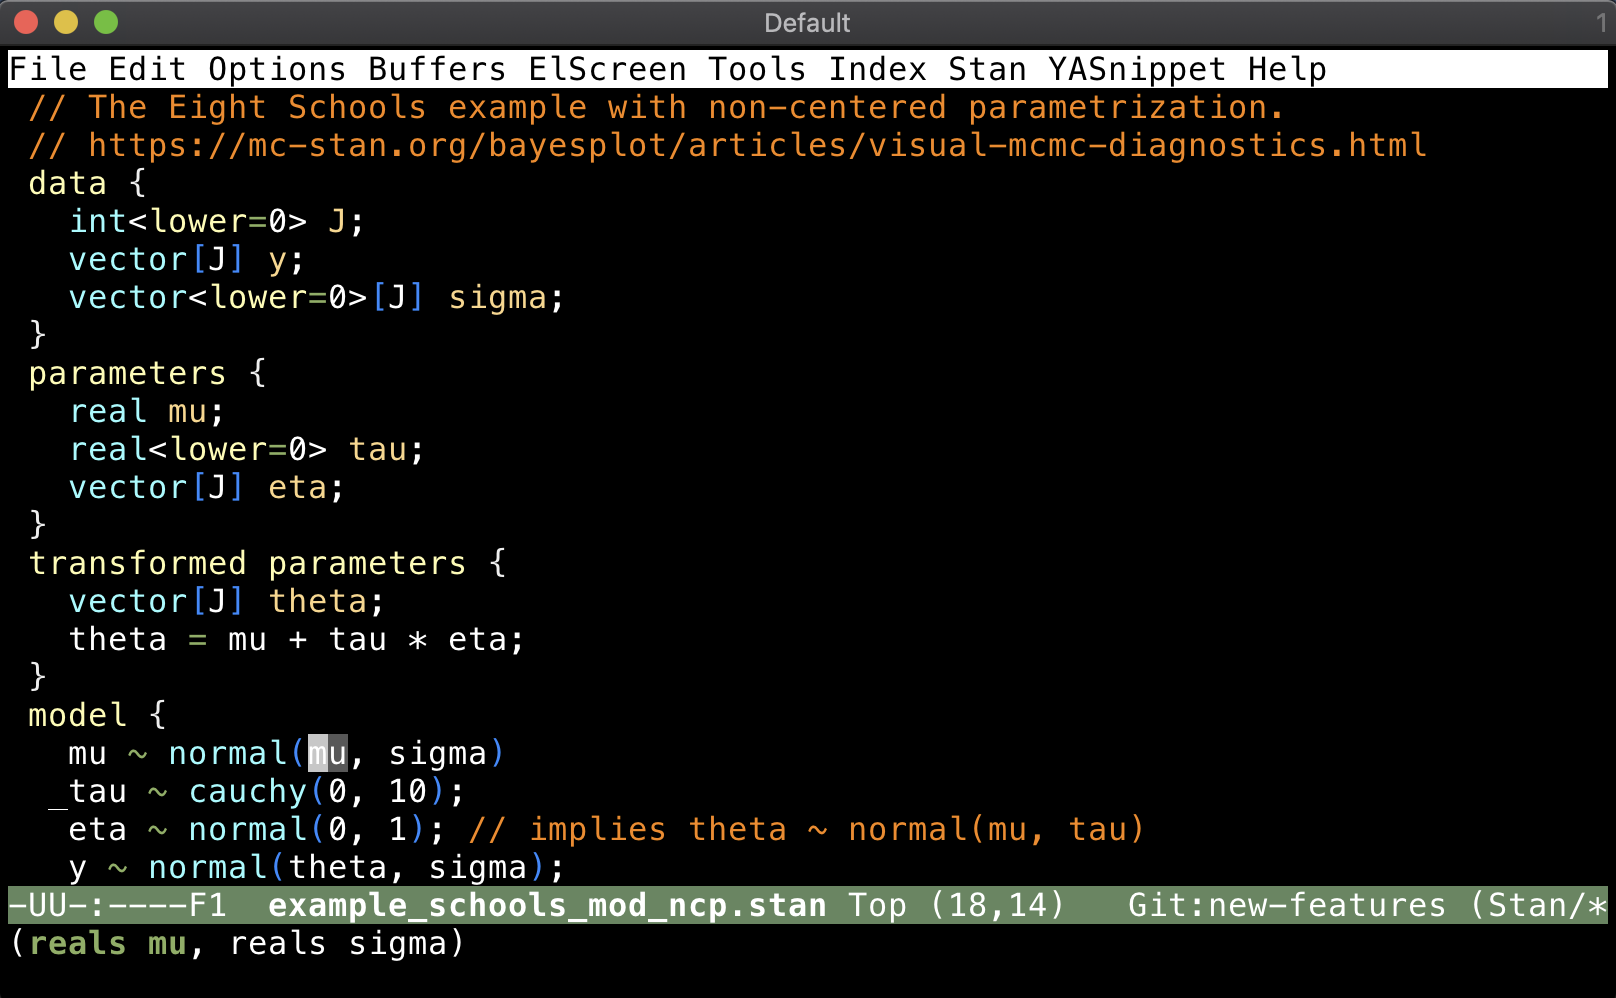 Default 1
File Edit Options Buffers ElScreen Tools Index Stan YASnippet Help
// The Eight Schools example with non-centered parametrization.
// https://mc-stan.org/bayesplot/articles/visual-mcmc-diagnostics.html
data {
  int<lower=0> J;
  vector[J] y;
  vector<lower=0>[J] sigma;
}
parameters {
  real mu;
  real<lower=0> tau;
  vector[J] eta;
}
transformed parameters {
  vector[J] theta;
  theta = mu + tau * eta;
}
model {
  mu ~ normal(mu, sigma)
 _tau ~ cauchy(0, 10);
  eta ~ normal(0, 1); // implies theta ~ normal(mu, tau)
  y ~ normal(theta, sigma);
-UU-:----F1  example_schools_mod_ncp.stan Top (18,14)   Git:new-features (Stan/*
(reals mu, reals sigma)